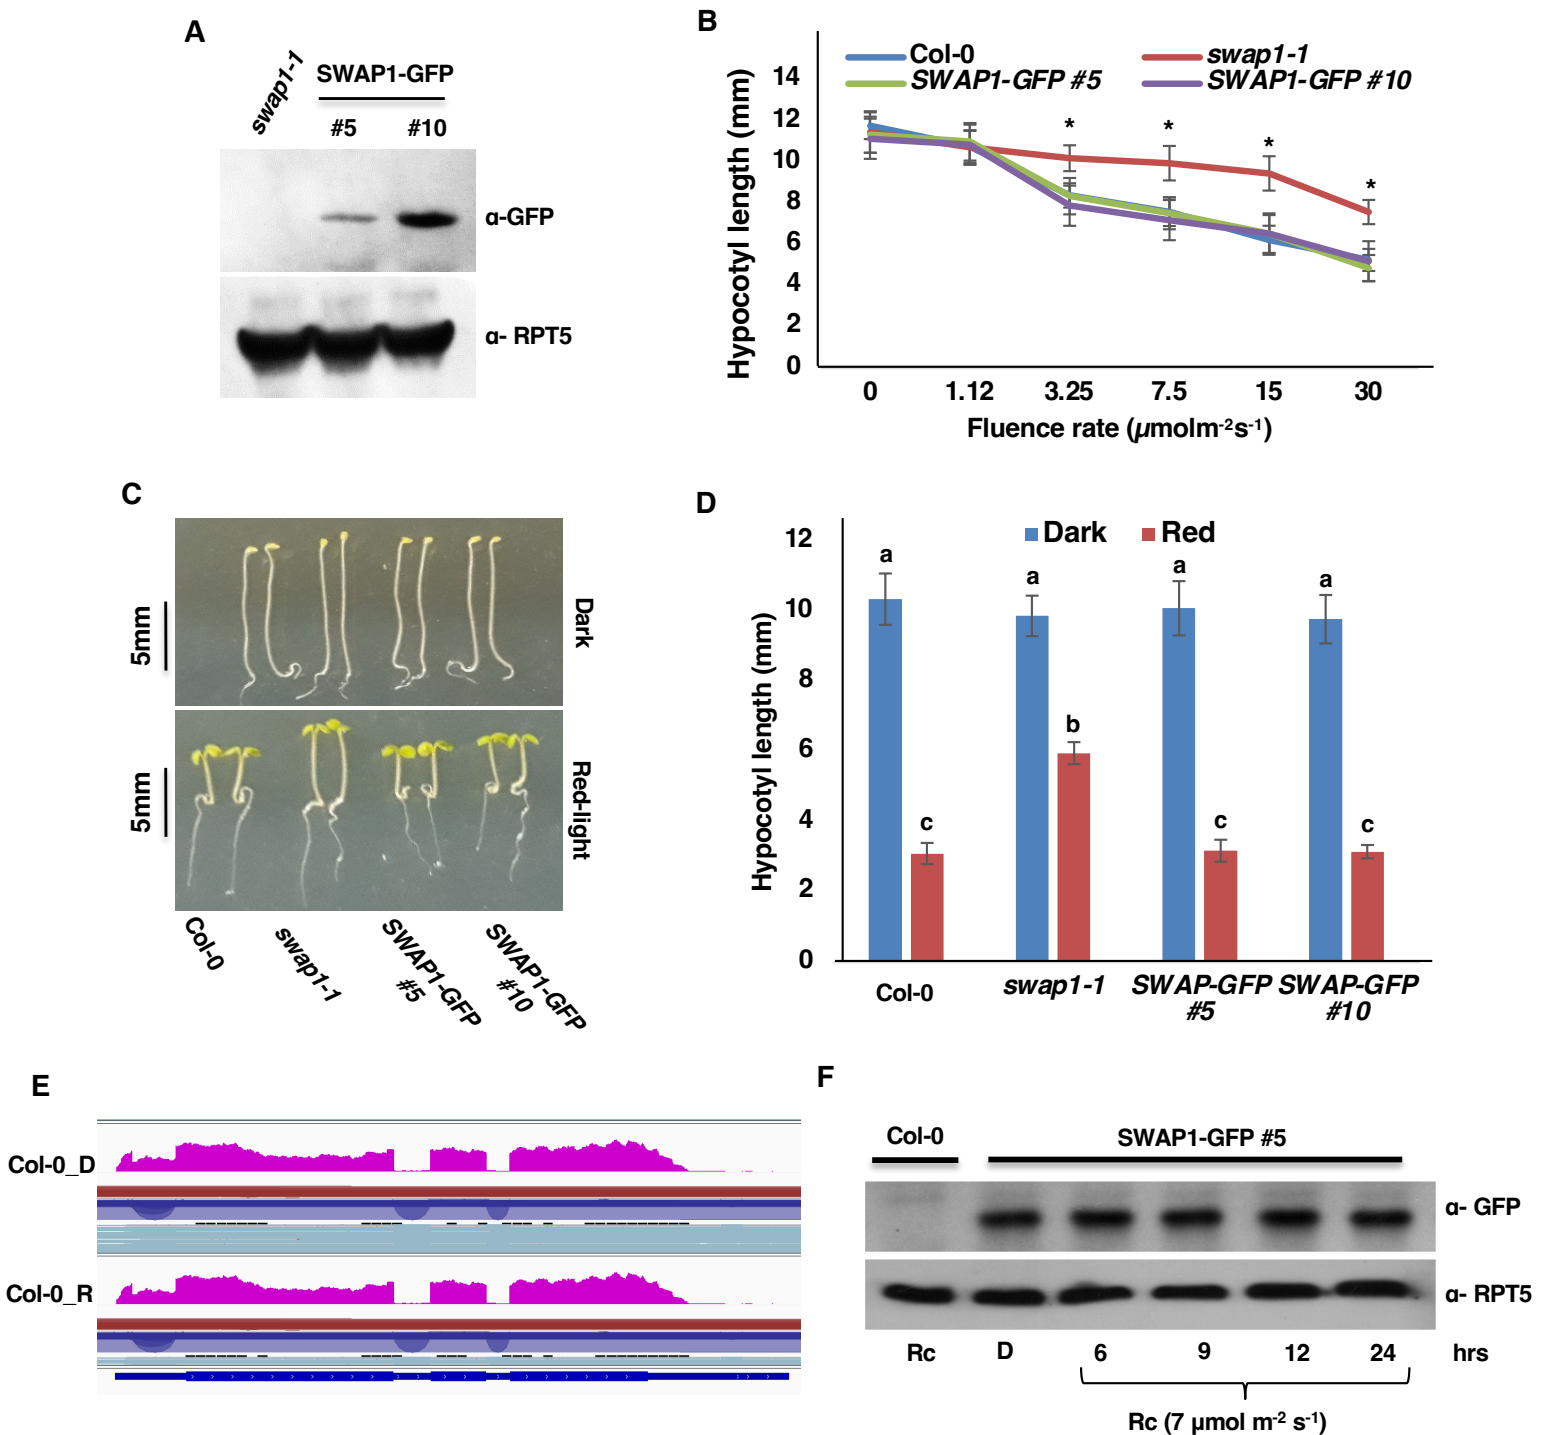 A
swap1-1
SWAP1-GFP
#5 #10
α-GFP
α- RPT5
B
Col-0 swap1-1
SWAP1-GFP #5 SWAP1-GFP #10
Hypocotyl length (mm)
14
12
10
8
6
4
2
0
* * * *
0 1.12 3.25 7.5 15 30
Fluence rate (μmolm-2s-1)
C
5mm
Dark
5mm
Red-light
Col-0
swap1-1
SWAP1-GFP
#5
SWAP1-GFP
#10
D
Dark Red
Hypocotyl length (mm)
12
10
8
6
4
2
0
a c a b a c a c
Col-0 swap1-1 SWAP-GFP SWAP-GFP
#5 #10
E
Col-0_D
Col-0_R
F
Col-0 SWAP1-GFP #5
α- GFP
α- RPT5
Rc D 6 9 12 24 hrs
Rc (7 μmol m-2 s-1)